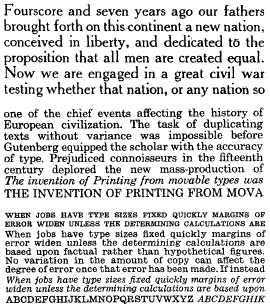 Fourscore and seven years ago our fathers
brought forth on this continent a new nation,
conceived in liberty, and dedicated to the
proposition that all men are created equal.
Now we are engaged in a great civil war
testing whether that nation, or any nation so
one of the chief events affecting the history of
European civilization. The task of duplicating
texts without variance was impossible before
Gutenberg equipped the scholar with the accuracy
of type. Prejudiced connoisseurs in the fifteenth
century deplored the new mass-production of
The invention of Printing from movable types was
THE INVENTION OF PRINTING FROM MOVA
WHEN JOBS HAVE TYPE SIZES FIXED QUICKLY MARGINS OF
ERROR WIDEN UNLESS THE DETERMINING CALCULATIONS ARE
When jobs have type sizes fixed quickly margins of
error widen unless the determining calculations are
based upon factual rather than hypothetical figures.
No variation in the amount of copy can affect the
degree of error once that error has been made. If instead
When jobs have type sizes fixed quickly margins of error
widen unless the determining calculations are based upon
ABCDEFGHIJKLMNOPQRSTUVWXYZ ABCDEFGHIJK